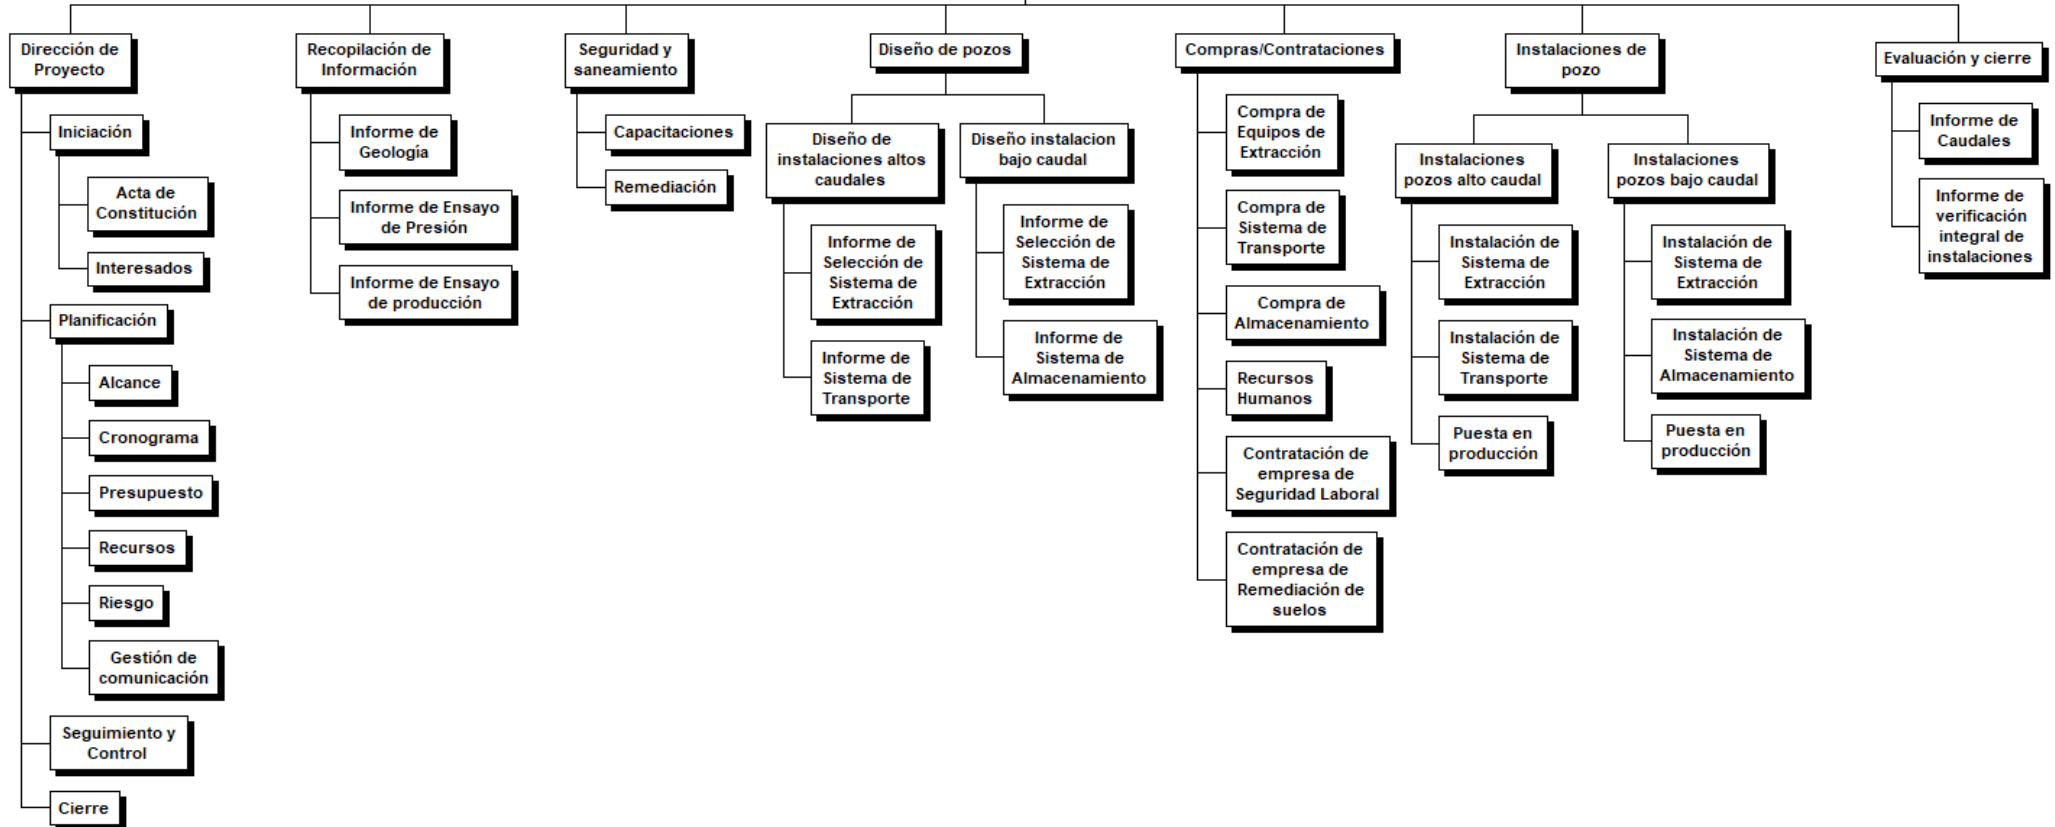 Dirección de
Proyecto
Iniciación
Acta de
Constitución
Interesados
Planificación
Alcance
Cronograma
Presupuesto
Recursos
Riesgo
Gestión de
comunicación
Seguimiento y
Control
Cierre
Recopilación de
Información
Informe de
Geología
Informe de Ensayo
de Presión
Informe de Ensayo
de producción
Seguridad y
saneamiento
Capacitaciones
Remediación
Diseño de pozos
Diseño de
instalaciones altos
caudales
Informe de
Selección de
Sistema de
Extracción
Informe de
Sistema de
Transporte
Diseño instalacion
bajo caudal
Informe de
Selección de
Sistema de
Extracción
Informe de
Sistema de
Almacenamiento
Compras/Contrataciones
Compra de
Equipos de
Extracción
Compra de
Sistema de
Transporte
Compra de
Almacenamiento
Recursos
Humanos
Contratación de
empresa de
Seguridad Laboral
Contratación de
empresa de
Remediación de
suelos
Instalaciones de
pozo
Instalaciones
pozos alto caudal
Instalación de
Sistema de
Extracción
Instalación de
Sistema de
Transporte
Puesta en
producción
Instalaciones
pozos bajo caudal
Instalación de
Sistema de
Extracción
Instalación de
Sistema de
Almacenamiento
Puesta en
producción
Evaluación y cierre
Informe de
Caudales
Informe de
verificación
integral de
instalaciones